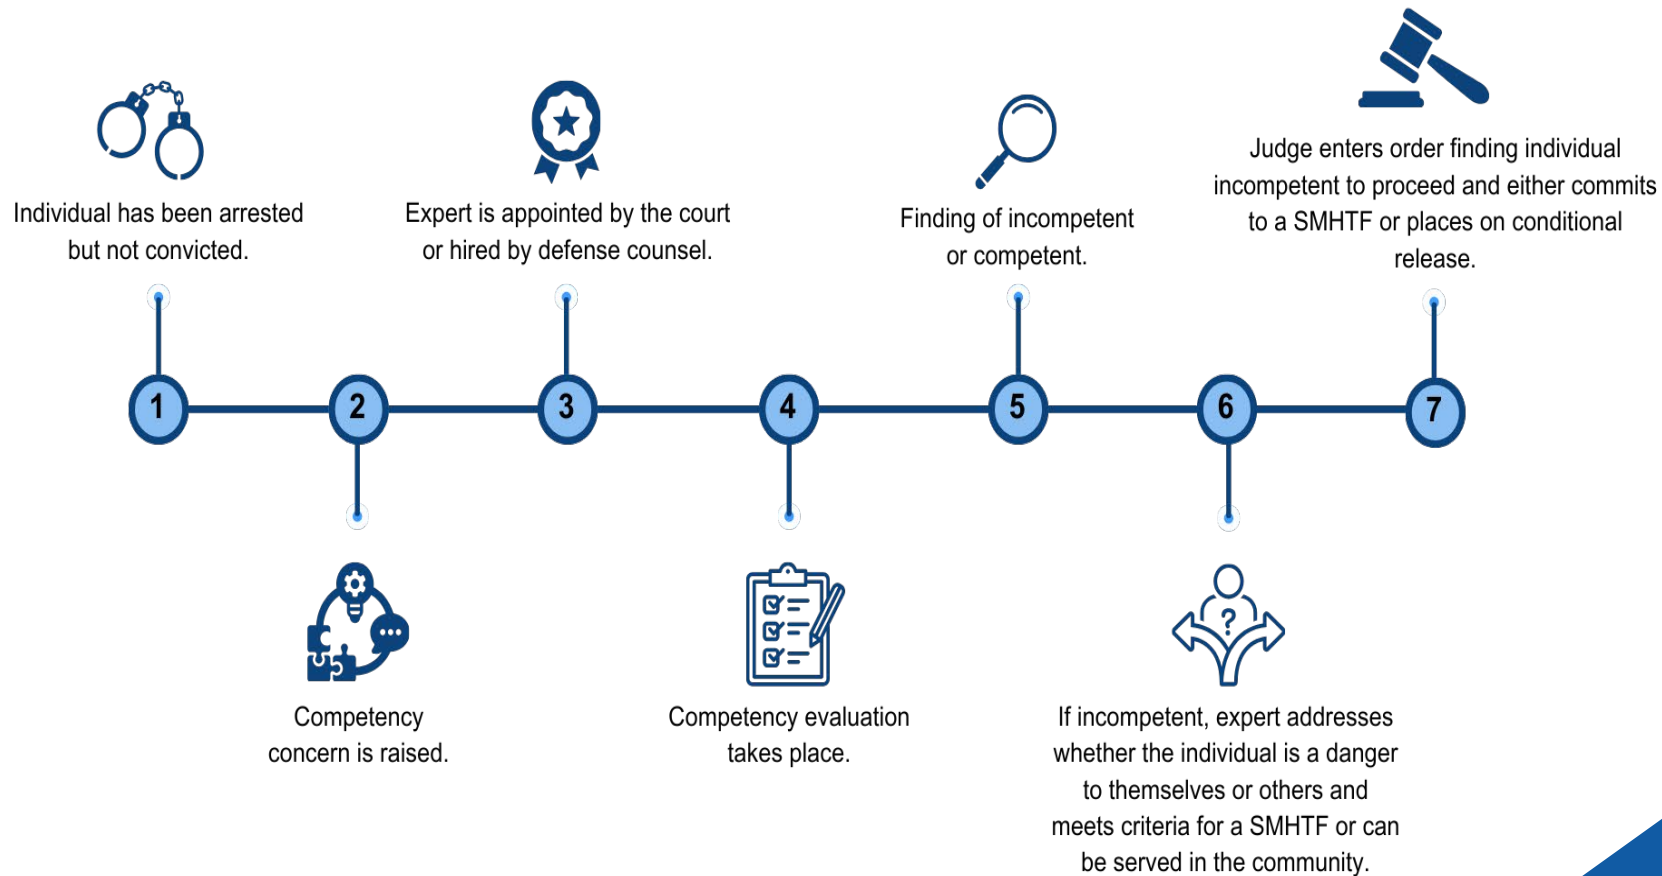 1
Individual has been arrested
but not convicted.
2
Competency
concern is raised.
3
Expert is appointed by the court
or hired by defense counsel.
4
Competency evaluation
takes place.
5
Finding of incompetent
or competent.
6
?
If incompetent, expert addresses
whether the individual is a danger
to themselves or others and
meets criteria for a SMHTF or can
be served in the community.
7
Judge enters order finding individual
incompetent to proceed and either commits
to a SMHTF or places on conditional
release.